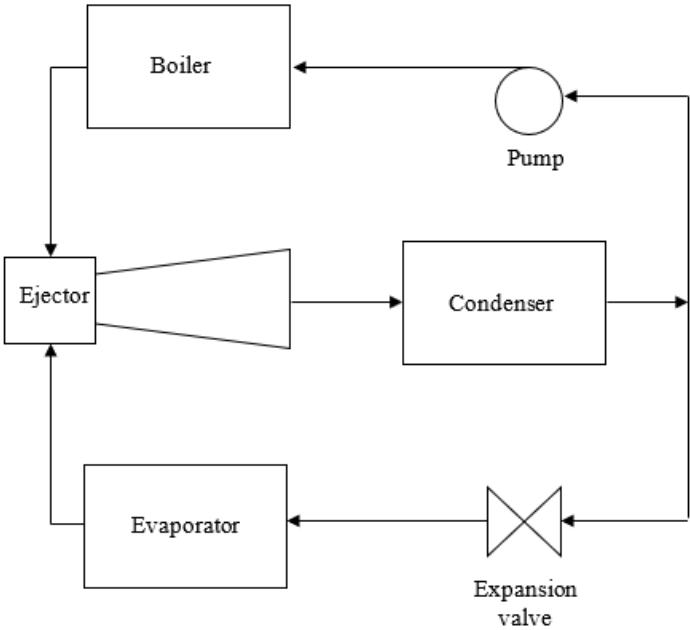 Boiler
Pump
Ejector
Condenser
Evaporator
Expansion
valve